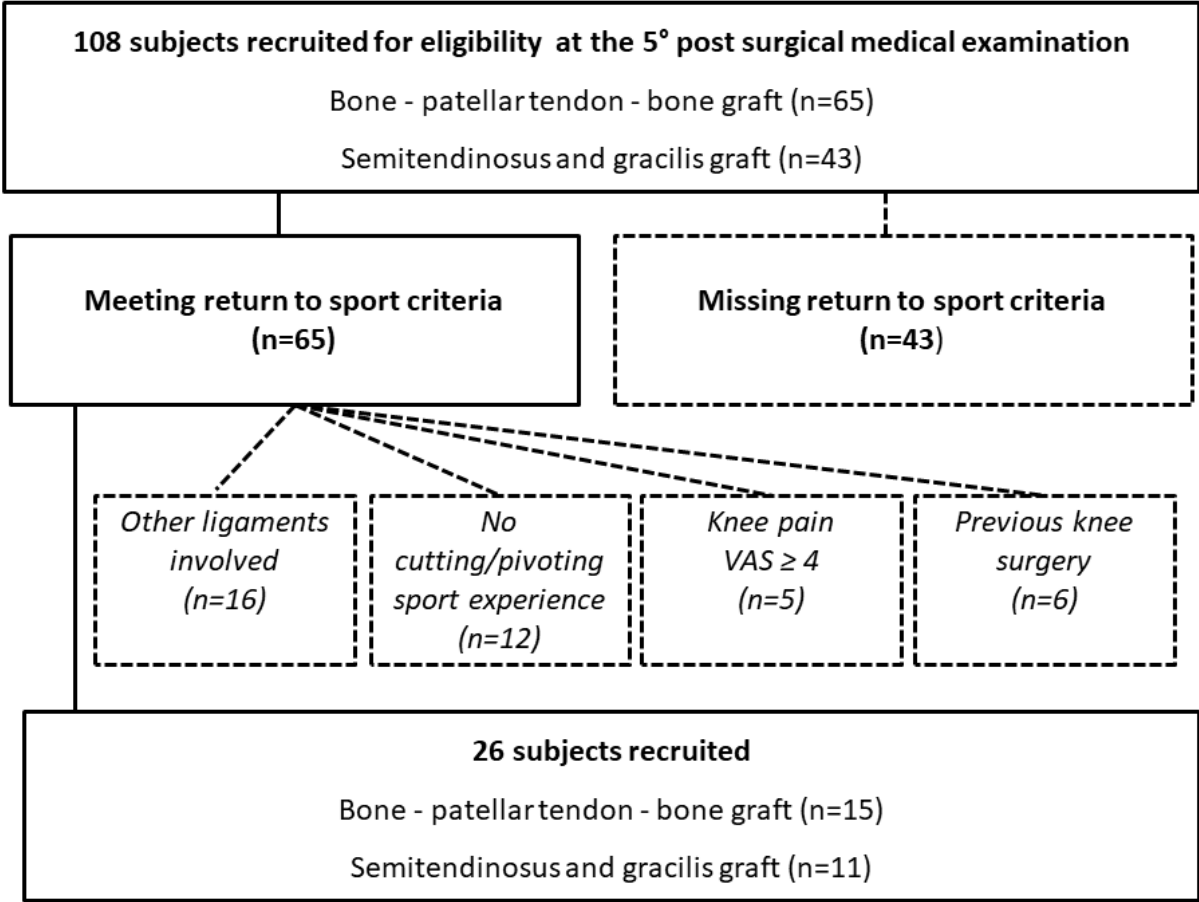 108 subjects recruited for eligibility at the 5° post surgical medical examination
Bone - patellar tendon - bone graft (n=65)
Semitendinosus and gracilis graft (n=43)
Meeting return to sport criteria
(n=65)
Missing return to sport criteria
(n=43)
Other ligaments
involved
(n=16)
No
cutting/pivoting
sport experience
(n=12)
Knee pain
VAS ≥ 4
(n=5)
Previous knee
surgery
(n=6)
26 subjects recruited
Bone - patellar tendon - bone graft (n=15)
Semitendinosus and gracilis graft (n=11)